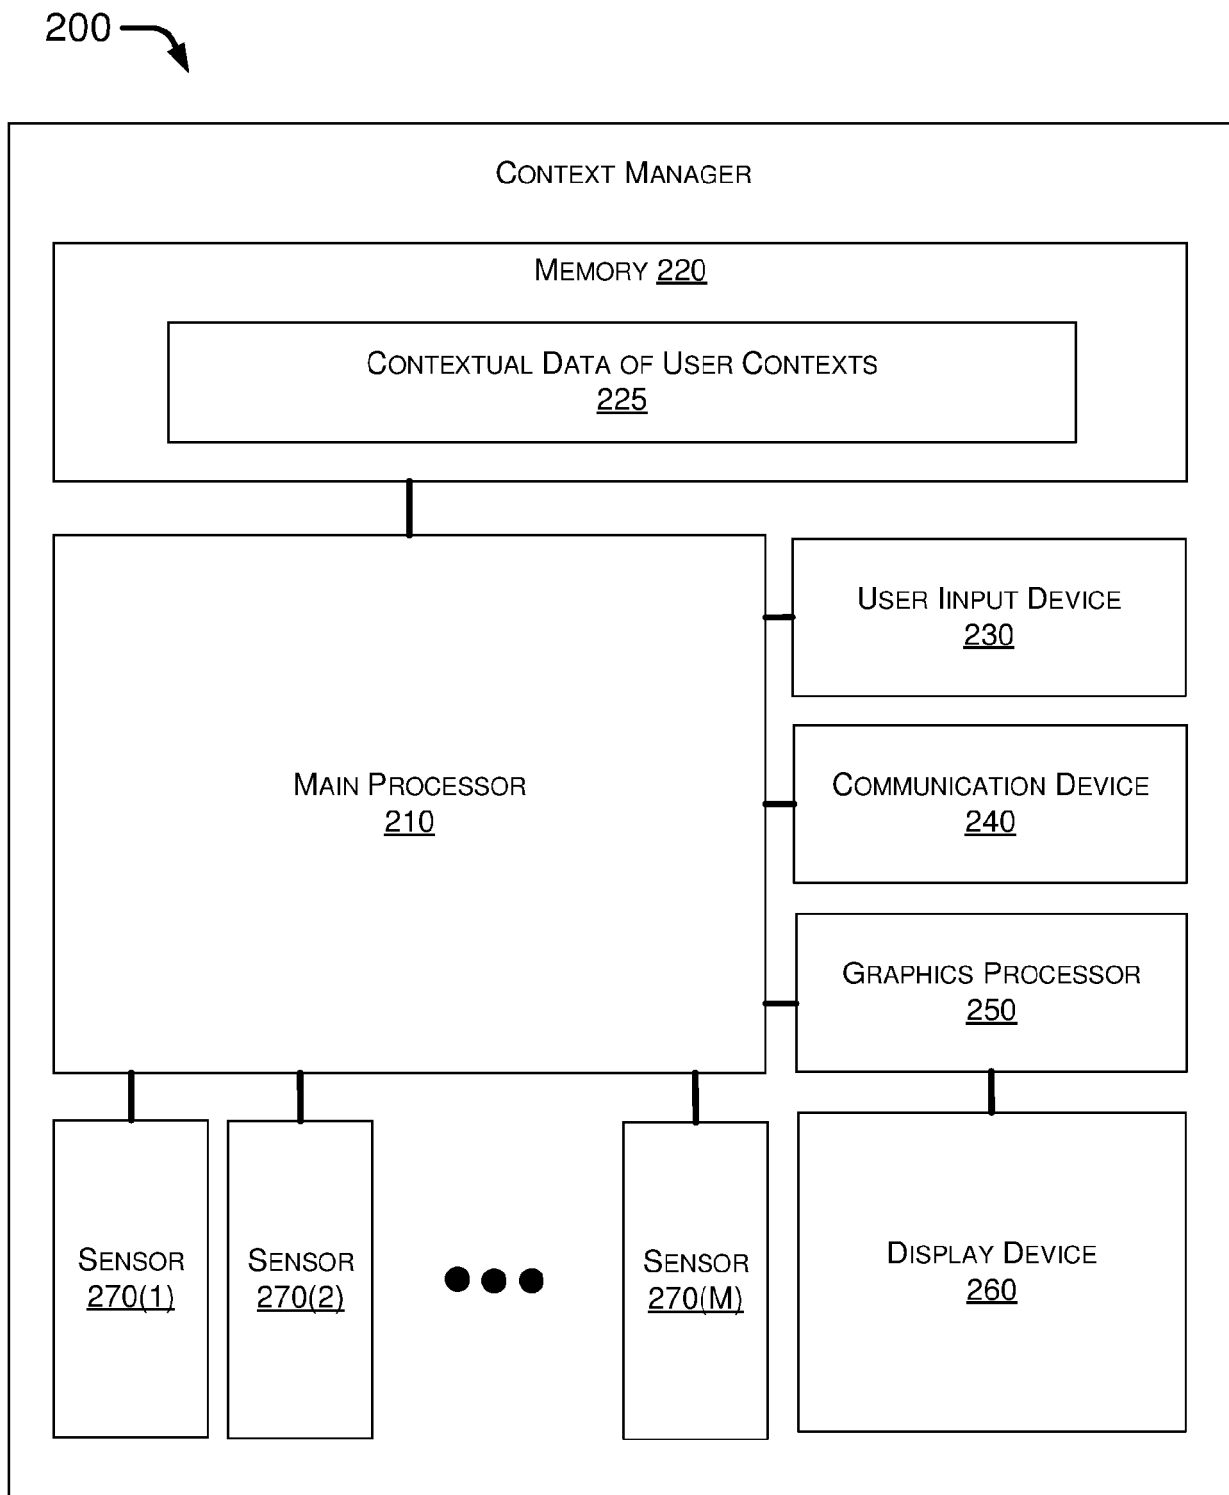 200
CONTEXT MANAGER
MEMORY 220
CONTEXTUAL DATA OF USER CONTEXTS
225
USER IINPUT DEVICE
230
MAIN PROCESSOR
210
COMMUNICATION DEVICE
240
GRAPHICS PROCESSOR
250
SENSOR
270(1)
SENSOR
270(2)
SENSOR
270(M)
DISPLAY DEVICE
260